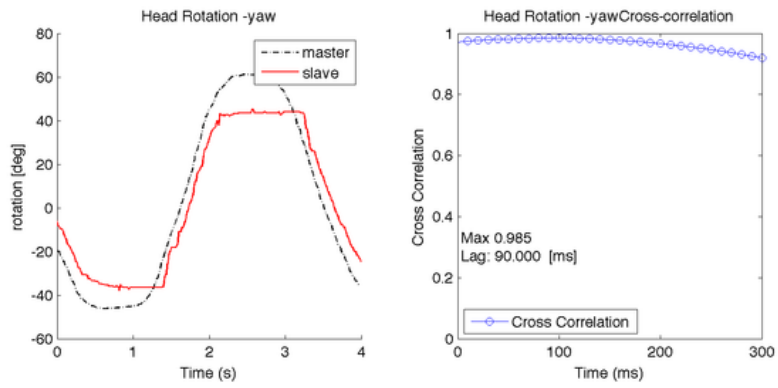 Head Rotation -yaw
master
slave
80
60
40
20
0
-20
-40
-60
0
1
2
3
4
rotation [deg]
Time (s)
Head Rotation -yawCross-correlation
1
0.8
0.6
0.4
0.2
0
0
100
200
300
Cross Correlation
Max 0.985
Lag: 90.000 [ms]
Cross Correlation
Time (ms)